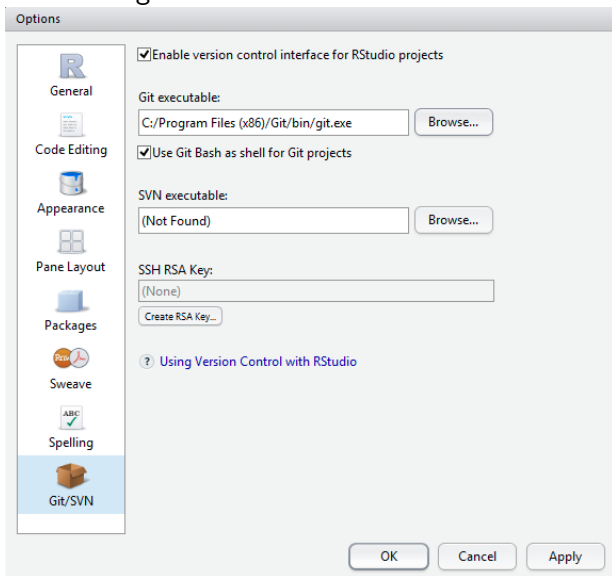 Options
General
Code Editing
Appearance
Pane Layout
Packages
Sweave
ABC
Spelling
Git/SVN
Enable version control interface for RStudio projects
Git executable:
C:/Program Files (x86)/Git/bin/git.exe
Browse...
Use Git Bash as shell for Git projects
SVN executable:
(Not Found)
Browse...
SSH RSA Key:
(None)
Create RSA Key...
? Using Version Control with RStudio
OK
Cancel
Apply